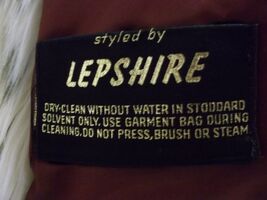 styled by
LEPSHIRE
DRY-CLEAN WITHOUT WATER IN STODDARD
SOLVENT ONLY. USE GARMENT BAG DURING
CLEANING. DO NOT PRESS, BRUSH OR STEAM